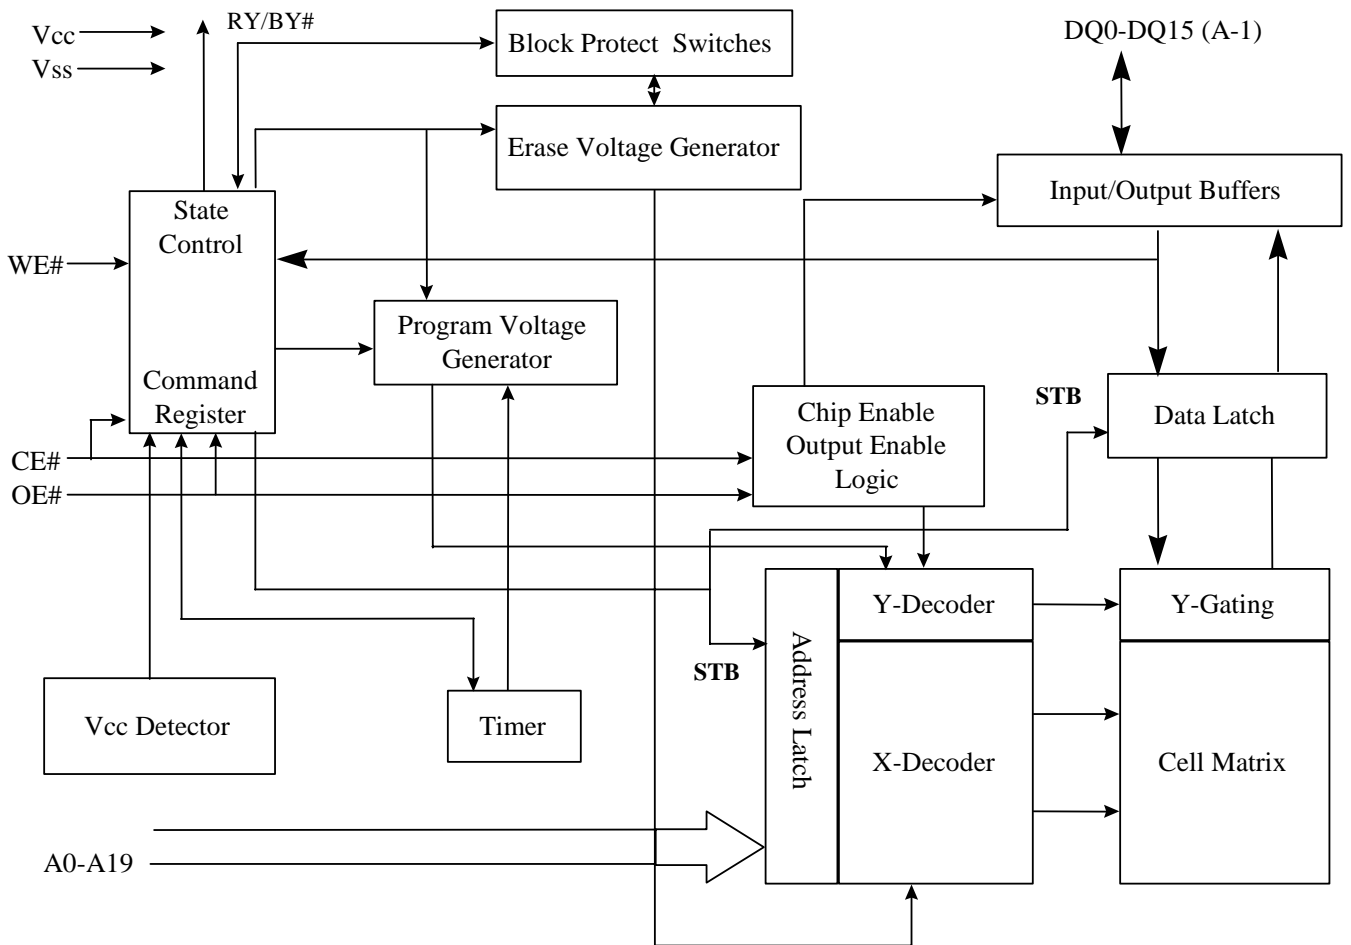 Vcc
Vss
RY/BY#
Block Protect Switches
DQ0-DQ15 (A-1)
Erase Voltage Generator
Input/Output Buffers
State
Control
WE#
Program Voltage
Generator
Command
Register
Chip Enable
Output Enable
Logic
STB
Data Latch
CE#
OE#
Y-Decoder
Y-Gating
Address Latch
STB
Vcc Detector
Timer
X-Decoder
Cell Matrix
A0-A19